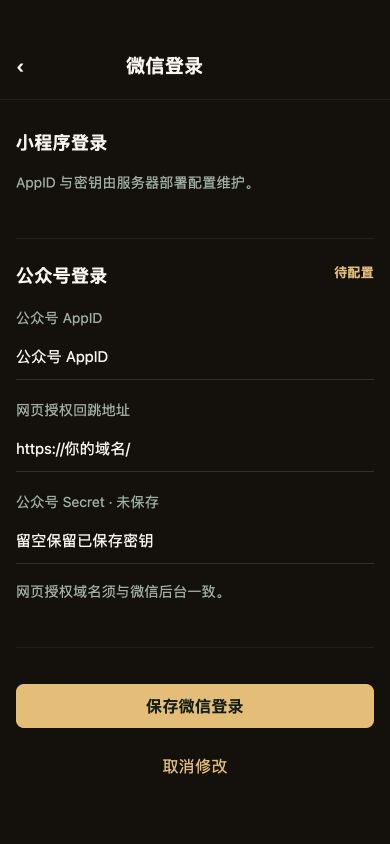 ‹ 微信登录
小程序登录
AppID 与密钥由服务器部署配置维护。
公众号登录 待配置
公众号 AppID
公众号 AppID
网页授权回跳地址
https://你的域名/
公众号 Secret · 未保存
留空保留已保存密钥
网页授权域名须与微信后台一致。
保存微信登录
取消修改